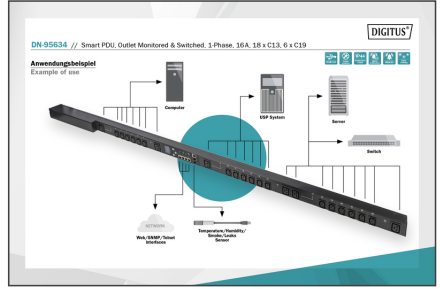 DIGITUS®
DN-95634 // Smart PDU, Outlet Monitored & Switched, 1-Phase, 16A, 18 x C13, 6 x C19
Anwendungsbeispiel
Example of use
Computer
USP System
Server
Switch
NETWORK
Web/SNMP/Telnet
interfaces
Temperature/Humidity/
Smoke/Leaks
Sensor